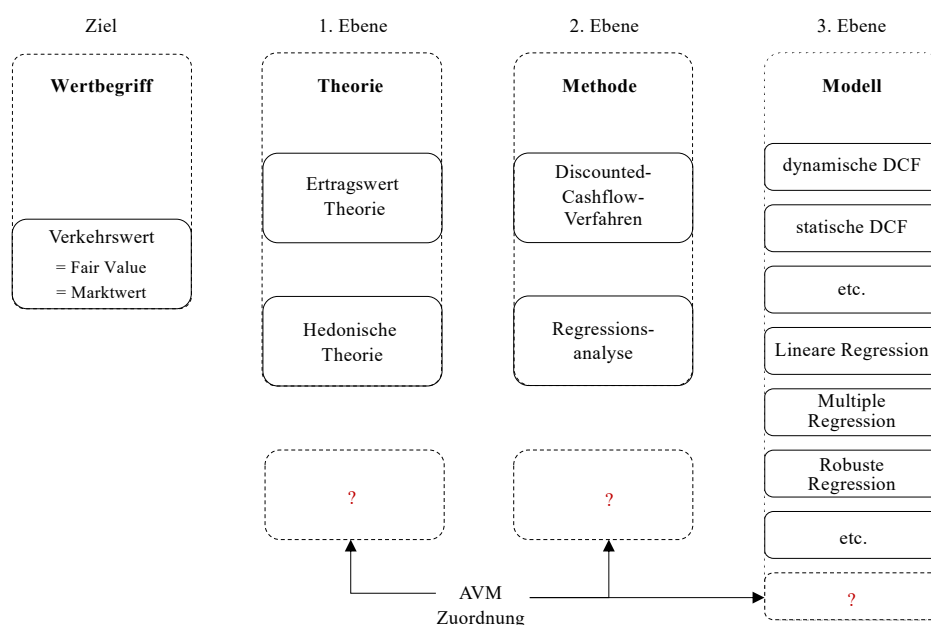 Ziel
1. Ebene
2. Ebene
3. Ebene
Wertbegriff
Theorie
Methode
Modell
Verkehrswert
= Fair Value
= Marktwert
Ertragswert
Theorie
Hedonische
Theorie
?
Discounted-
Cashflow-
Verfahren
Regressions-
analyse
?
dynamische DCF
statische DCF
etc.
Lineare Regression
Multiple
Regression
Robuste
Regression
etc.
?
AVM
Zuordnung